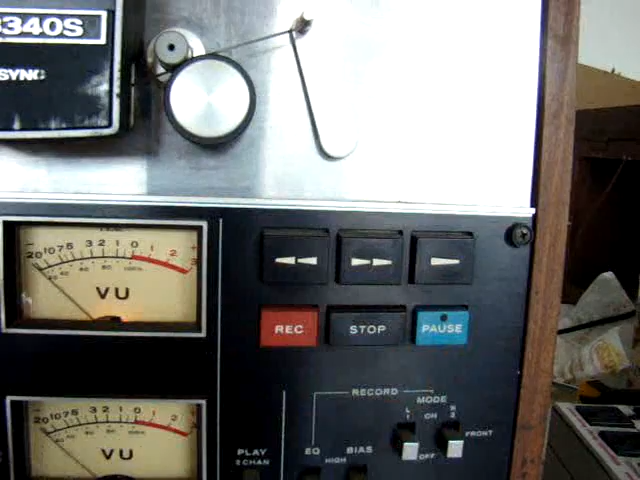 3340S
SYNC
- 20 10 7 5 3 2 1 0 1 2 3 +
VU
REC
STOP
PAUSE
20 10 7 5 3 2 1 0 1 2
VU
RECORD
MODE
ON
OFF
FRONT
PLAY
2 CHAN
EQ
HIGH
BIAS